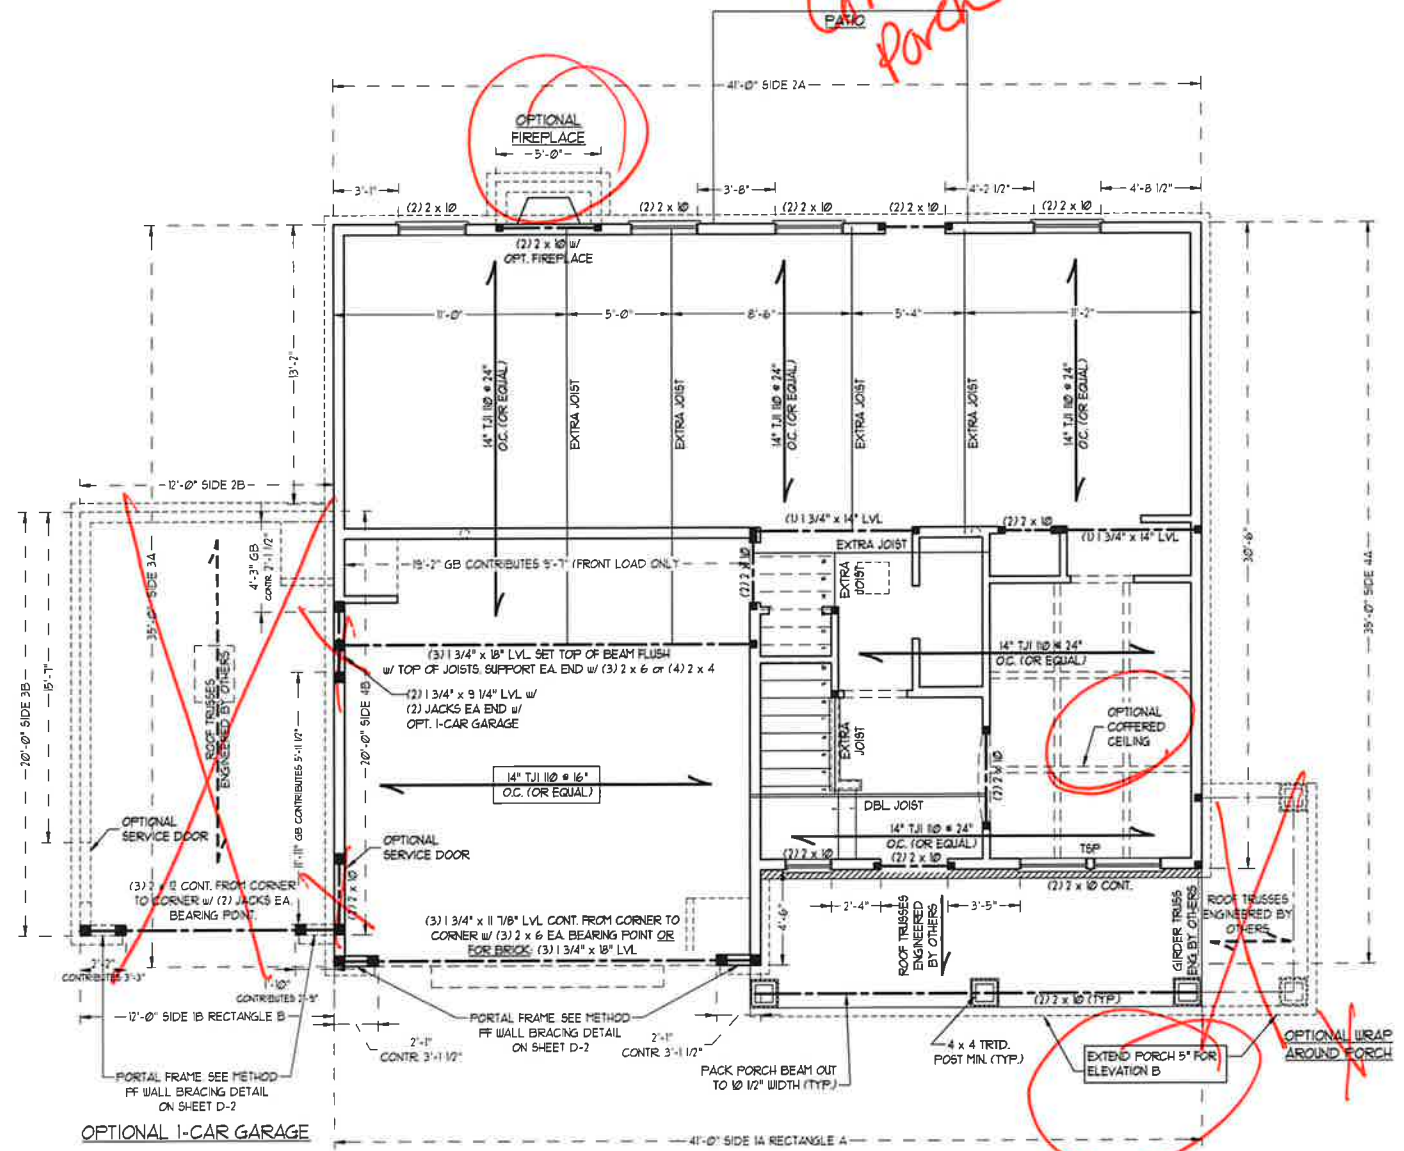 Porch
PATIO
41'-0" SIDE 2A
OPTIONAL
FIREPLACE
5'-0"
3'-1"
3'-8"
4'-2 1/2"
4'-8 1/2"
(2) 2 x 10
(2) 2 x 10
(2) 2 x 10
(2) 2 x 10
(2) 2 x 10
(2) 2 x 10 w/
OPT. FIREPLACE
11'-0"
5'-0"
8'-6"
5'-4"
11'-2"
13'-2"
14" TJI 110 @ 24"
O.C. (OR EQUAL)
EXTRA JOIST
EXTRA JOIST
14" TJI 110 @ 24"
O.C. (OR EQUAL)
EXTRA JOIST
EXTRA JOIST
14" TJI 110 @ 24"
O.C. (OR EQUAL)
30'-6"
35'-0" SIDE 4A
12'-0" SIDE 2B
35'-0" SIDE 3A
4'-3" GB
CONTR. 2'-1 1/2"
20'-0" SIDE 3B
15'-7"
(1) 1 3/4" x 14" LVL
(2) 2 x 10
(1) 1 3/4" x 14" LVL
EXTRA JOIST
19'-2" GB CONTRIBUTES 9'-7" (FRONT LOAD ONLY
(2) 2 x 10
EXTRA
JOIST
(3) 1 3/4" x 18" LVL. SET TOP OF BEAM FLUSH
w/ TOP OF JOISTS. SUPPORT EA. END w/ (3) 2 x 6 or (4) 2 x 4
14" TJI 110 @ 24"
O.C. (OR EQUAL)
(2) 1 3/4" x 9 1/4" LVL w/
(2) JACKS EA END w/
OPT. 1-CAR GARAGE
ROOF TRUSSES
ENGINEERED BY OTHERS
20'-0" SIDE 4B
11'-11" GB CONTRIBUTES 5'-11 1/2"
EXTRA
JOIST
(2) 2 x 10
OPTIONAL
COFFERED
CEILING
14" TJI 110 @ 16"
O.C. (OR EQUAL)
DBL. JOIST
14" TJI 110 @ 24"
O.C. (OR EQUAL)
OPTIONAL
SERVICE DOOR
OPTIONAL
SERVICE DOOR
(2) 2 x 10
(2) 2 x 10
(2) 2 x 10
TSP
(2) 2 x 10 CONT.
(3) 2 x 12 CONT. FROM CORNER
TO CORNER w/ (2) JACKS EA.
BEARING POINT.
(3) 1 3/4" x 11 7/8" LVL CONT. FROM CORNER TO
CORNER w/ (3) 2 x 6 EA. BEARING POINT OR
FOR BRICK: (3) 1 3/4" x 18" LVL
4'-6"
2'-4"
3'-5"
ROOF TRUSSES
ENGINEERED
BY OTHERS
GIRDER TRUSS
ENG BY OTHERS
ROOF TRUSSES
ENGINEERED BY
OTHERS
2'-2"
CONTRIBUTES 3'-3"
1'-10"
CONTRIBUTES 2'-9"
(2) 2 x 10 (TYP.)
12'-0" SIDE 1B RECTANGLE B
PORTAL FRAME SEE METHOD
PF WALL BRACING DETAIL
ON SHEET D-2
2'-1"
CONTR. 3'-1 1/2"
2'-1"
CONTR. 3'-1 1/2"
4 x 4 TRTD.
POST MIN. (TYP.)
EXTEND PORCH 5" FOR
ELEVATION B
OPTIONAL WRAP
AROUND PORCH
PACK PORCH BEAM OUT
TO 10 1/2" WIDTH (TYP.)
PORTAL FRAME. SEE METHOD
PF WALL BRACING DETAIL
ON SHEET D-2
OPTIONAL 1-CAR GARAGE
41'-0" SIDE 1A RECTANGLE A